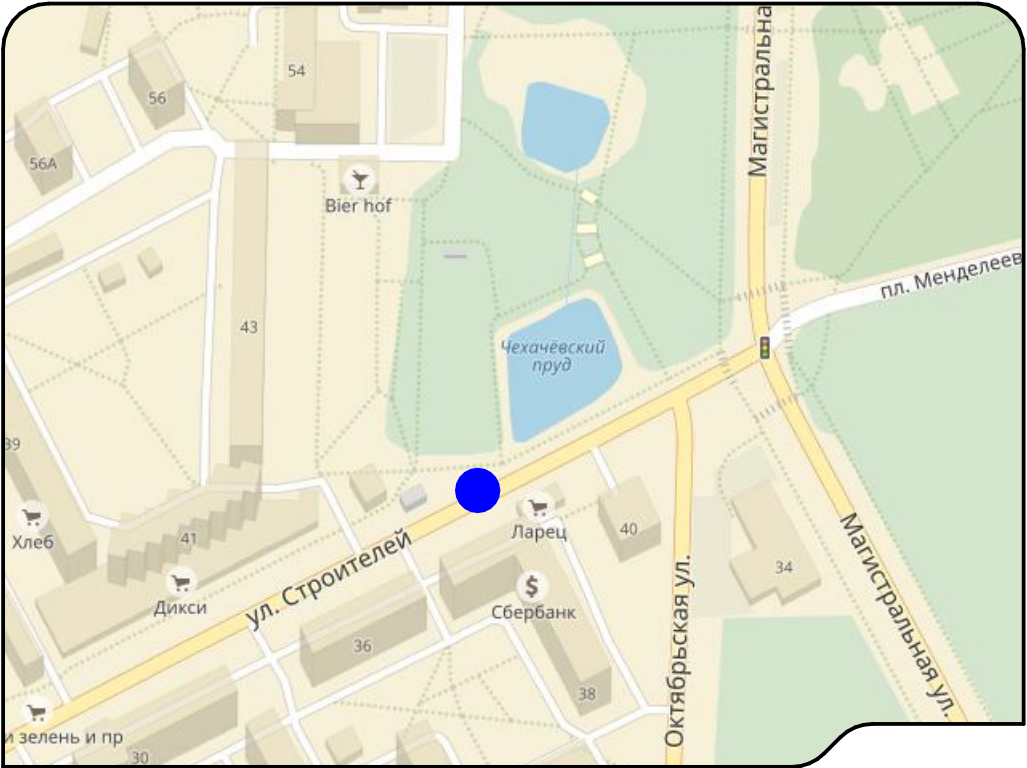 Магистральна
54
56
56А
Bier hof
пл. Менделеев
43
Чехачёвский
пруд
39
Хлеб
41
Ларец
40
Дикси
ул. Строителей
34
Сбербанк
Магистральная ул.
36
Октябрьская ул.
38
и зелень и пр
30